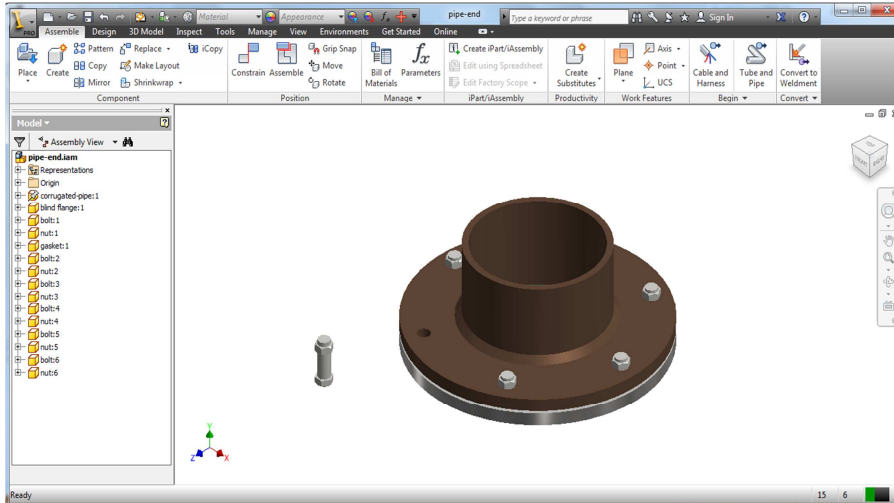 pipe-end
Material
Appearance
Type a keyword or phrase
Sign In
PRO
Assemble Design 3D Model Inspect Tools Manage View Environments Get Started Online
Place
Create
Pattern
Copy
Mirror
Replace
Make Layout
Shrinkwrap
iCopy
Component
Constrain
Assemble
Grip Snap
Move
Rotate
Position
Bill of
Materials
Parameters
Manage
Create iPart/iAssembly
Edit using Spreadsheet
Edit Factory Scope
iPart/iAssembly
Create
Substitutes
Productivity
Plane
Axis
Point
UCS
Work Features
Cable and
Harness
Tube and
Pipe
Begin
Convert to
Weldment
Convert
Model
Assembly View
pipe-end.iam
Representations
Origin
corrugated-pipe:1
blind flange:1
bolt:1
nut:1
gasket:1
bolt:2
nut:2
bolt:3
nut:3
bolt:4
nut:4
bolt:5
nut:5
bolt:6
nut:6
Y
Z
X
Ready
15 6